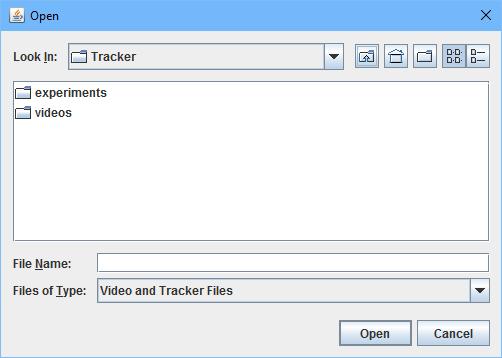 Open
Look In: Tracker
experiments
videos
File Name:
Files of Type: Video and Tracker Files
Open Cancel